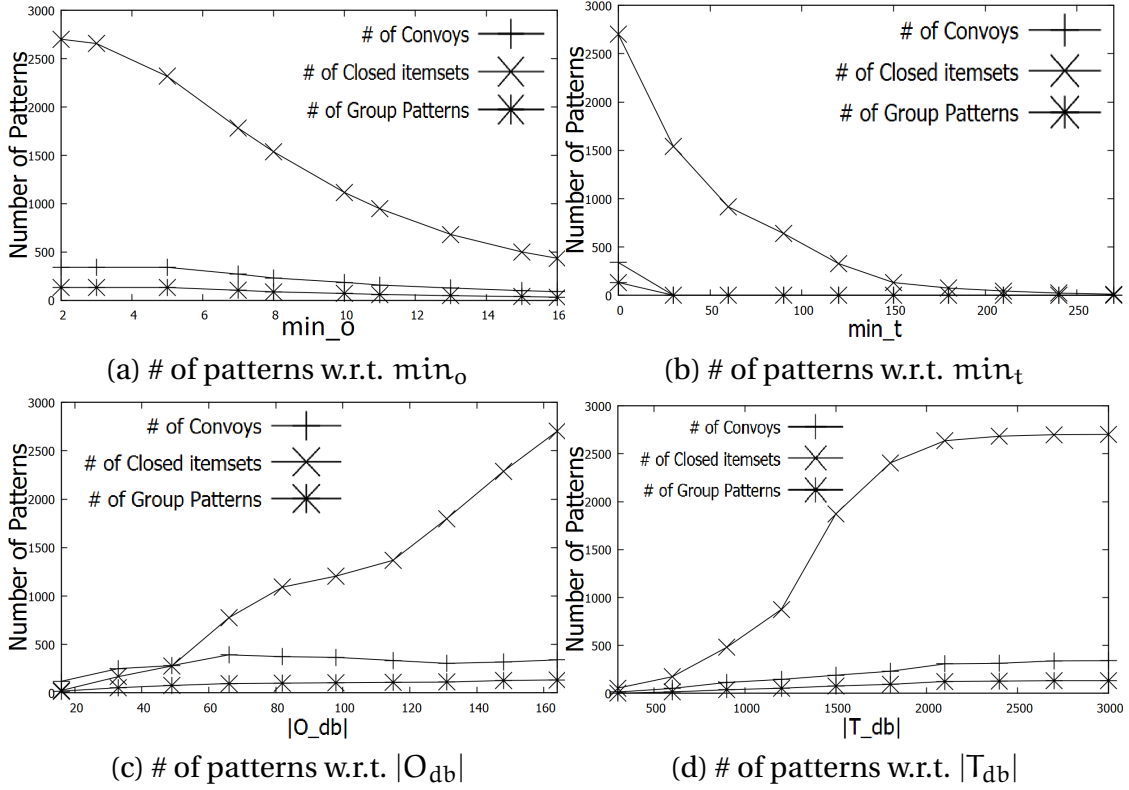 Number of Patterns
3000
2500
2000
1500
1000
500
0
# of Convoys
# of Closed itemsets
# of Group Patterns
2 4 6 8 10 12 14 16
min_o
(a) # of patterns w.r.t. mino
Number of Patterns
3000
2500
2000
1500
1000
500
0
# of Convoys
# of Closed itemsets
# of Group Patterns
0 50 100 150 200 250
min_t
(b) # of patterns w.r.t. mint
Number of Patterns
3000
2500
2000
1500
1000
500
0
# of Convoys
# of Closed itemsets
# of Group Patterns
20 40 60 80 100 120 140 160
|O_db|
(c) # of patterns w.r.t. |Odb|
Number of Patterns
3000
2500
2000
1500
1000
500
0
# of Convoys
# of Closed itemsets
# of Group Patterns
500 1000 1500 2000 2500 3000
|T_db|
(d) # of patterns w.r.t. |Tdb|